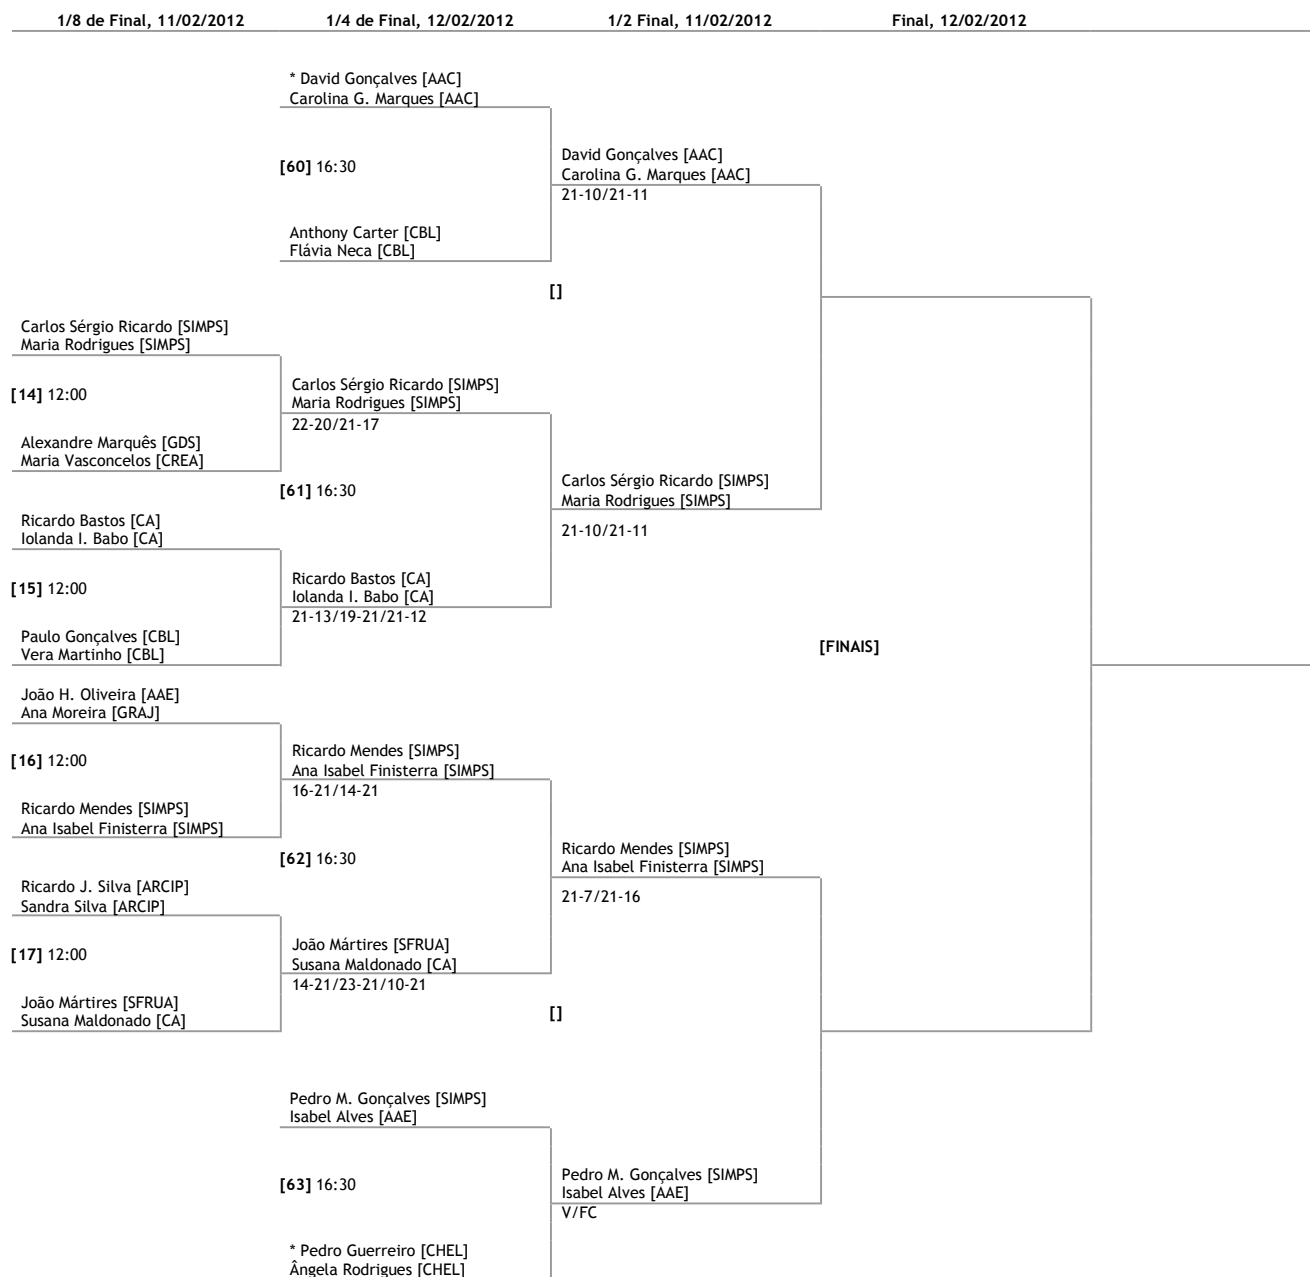 1/8 de Final, 11/02/2012 1/4 de Final, 12/02/2012 1/2 Final, 11/02/2012 Final, 12/02/2012
* David Gonçalves [AAC]
Carolina G. Marques [AAC]
[60] 16:30
David Gonçalves [AAC]
Carolina G. Marques [AAC]
21-10/21-11
Anthony Carter [CBL]
Flávia Neca [CBL]
[]
Carlos Sérgio Ricardo [SIMPS]
Maria Rodrigues [SIMPS]
[14] 12:00
Carlos Sérgio Ricardo [SIMPS]
Maria Rodrigues [SIMPS]
22-20/21-17
Alexandre Marquês [GDS]
Maria Vasconcelos [CREA]
[61] 16:30
Carlos Sérgio Ricardo [SIMPS]
Maria Rodrigues [SIMPS]
21-10/21-11
Ricardo Bastos [CA]
Iolanda I. Babo [CA]
[15] 12:00
Ricardo Bastos [CA]
Iolanda I. Babo [CA]
21-13/19-21/21-12
Paulo Gonçalves [CBL]
Vera Martinho [CBL]
[FINAIS]
João H. Oliveira [AAE]
Ana Moreira [GRAJ]
[16] 12:00
Ricardo Mendes [SIMPS]
Ana Isabel Finisterra [SIMPS]
16-21/14-21
Ricardo Mendes [SIMPS]
Ana Isabel Finisterra [SIMPS]
[62] 16:30
Ricardo Mendes [SIMPS]
Ana Isabel Finisterra [SIMPS]
21-7/21-16
Ricardo J. Silva [ARCIP]
Sandra Silva [ARCIP]
[17] 12:00
João Mártires [SFRUA]
Susana Maldonado [CA]
14-21/23-21/10-21
João Mártires [SFRUA]
Susana Maldonado [CA]
[]
Pedro M. Gonçalves [SIMPS]
Isabel Alves [AAE]
[63] 16:30
Pedro M. Gonçalves [SIMPS]
Isabel Alves [AAE]
V/FC
* Pedro Guerreiro [CHEL]
Ângela Rodrigues [CHEL]